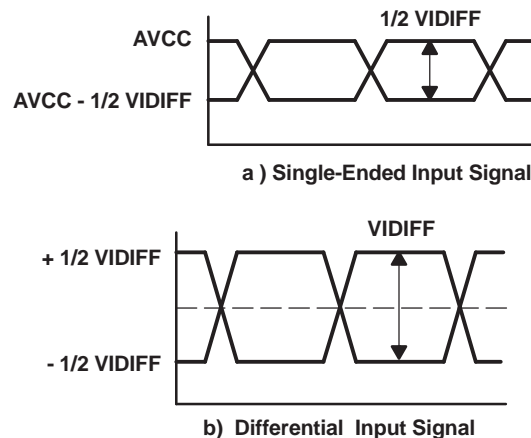 1/2 VIDIFF
AVCC
AVCC - 1/2 VIDIFF
a ) Single-Ended Input Signal
VIDIFF
+ 1/2 VIDIFF
- 1/2 VIDIFF
b) Differential Input Signal